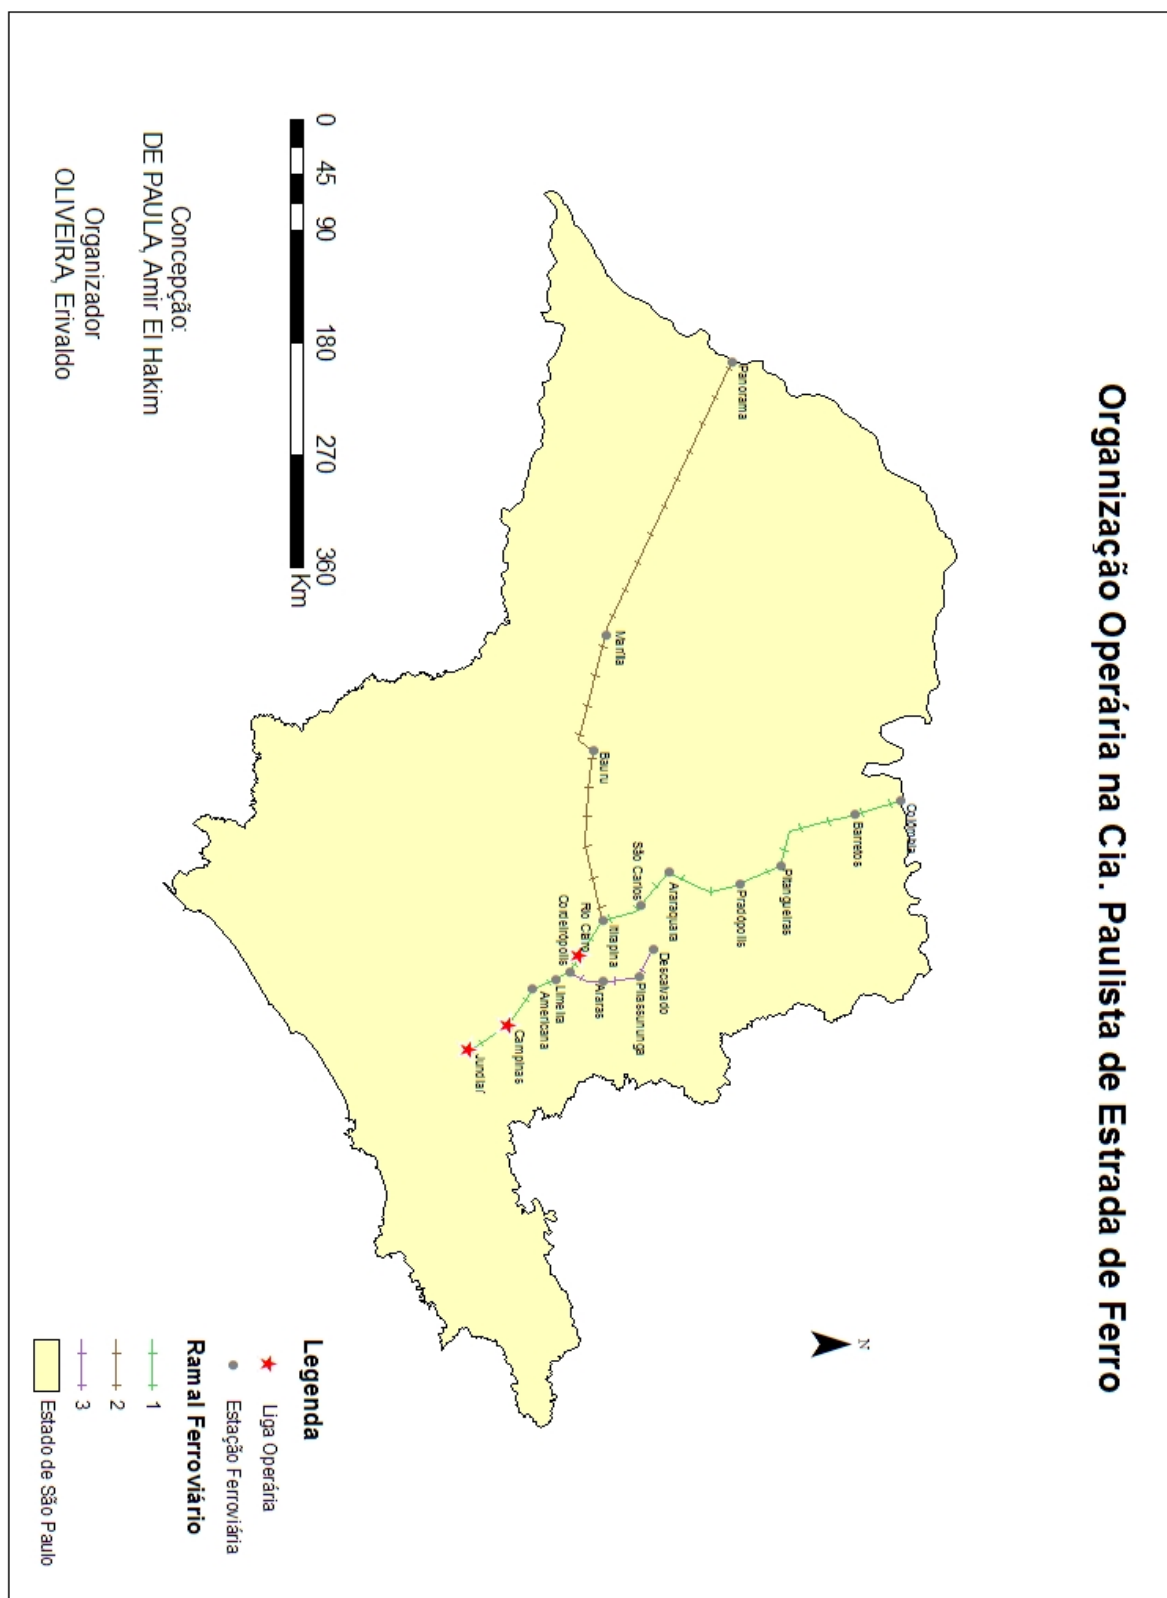 Organização Operária na Cia. Paulista de Estrada de Ferro
N
Colômbia
Barretos
Pitangueiras
Pradópolis
Panorama
Araraquara
Descalvado
São Carlos
Pirassununga
Marília
Itirapina
Araras
Bauru
Rio Claro
Cordeirópolis
Limeira
Americana
Campinas
Jundiaí
0 45 90 180 270 360
Km
Concepção:
DE PAULA, Amir El Hakim
Organizador
OLIVEIRA, Erivaldo
Legenda
Liga Operária
Estação Ferroviária
Ramal Ferroviário
1
2
3
Estado de São Paulo